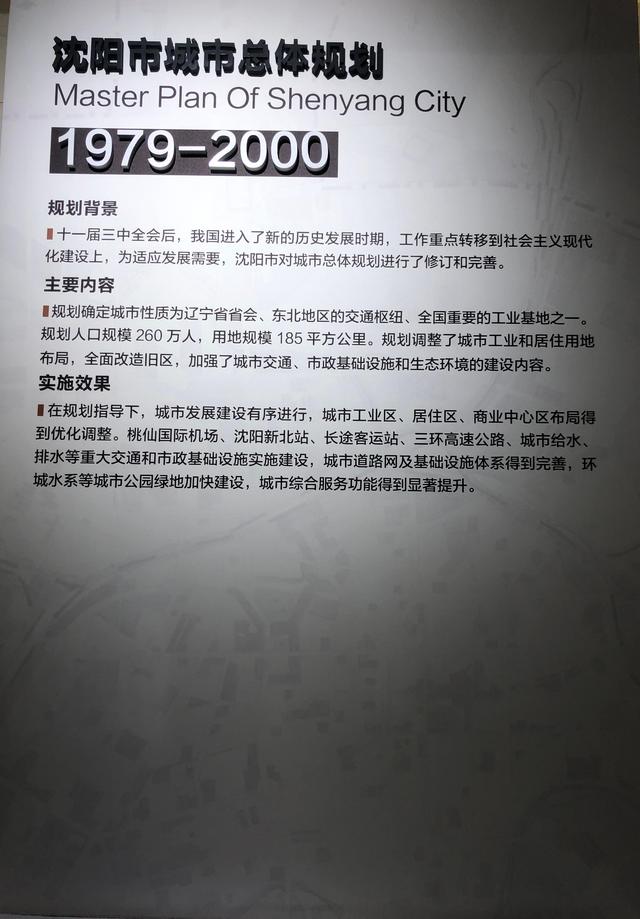 沈阳市城市总体规划
Master Plan Of Shenyang City
1979-2000
规划背景
十一届三中全会后，我国进入了新的历史发展时期，工作重点转移到社会主义现代
化建设上，为适应发展需要，沈阳市对城市总体规划进行了修订和完善。
主要内容
规划确定城市性质为辽宁省省会、东北地区的交通枢纽、全国重要的工业基地之一。
规划人口规模 260 万人，用地规模 185 平方公里。规划调整了城市工业和居住用地
布局，全面改造旧区，加强了城市交通、市政基础设施和生态环境的建设内容。
实施效果
在规划指导下，城市发展建设有序进行，城市工业区、居住区、商业中心区布局得
到优化调整。桃仙国际机场、沈阳新北站、长途客运站、三环高速公路、城市给水、
排水等重大交通和市政基础设施实施建设，城市道路网及基础设施体系得到完善，环
城水系等城市公园绿地加快建设，城市综合服务功能得到显著提升。